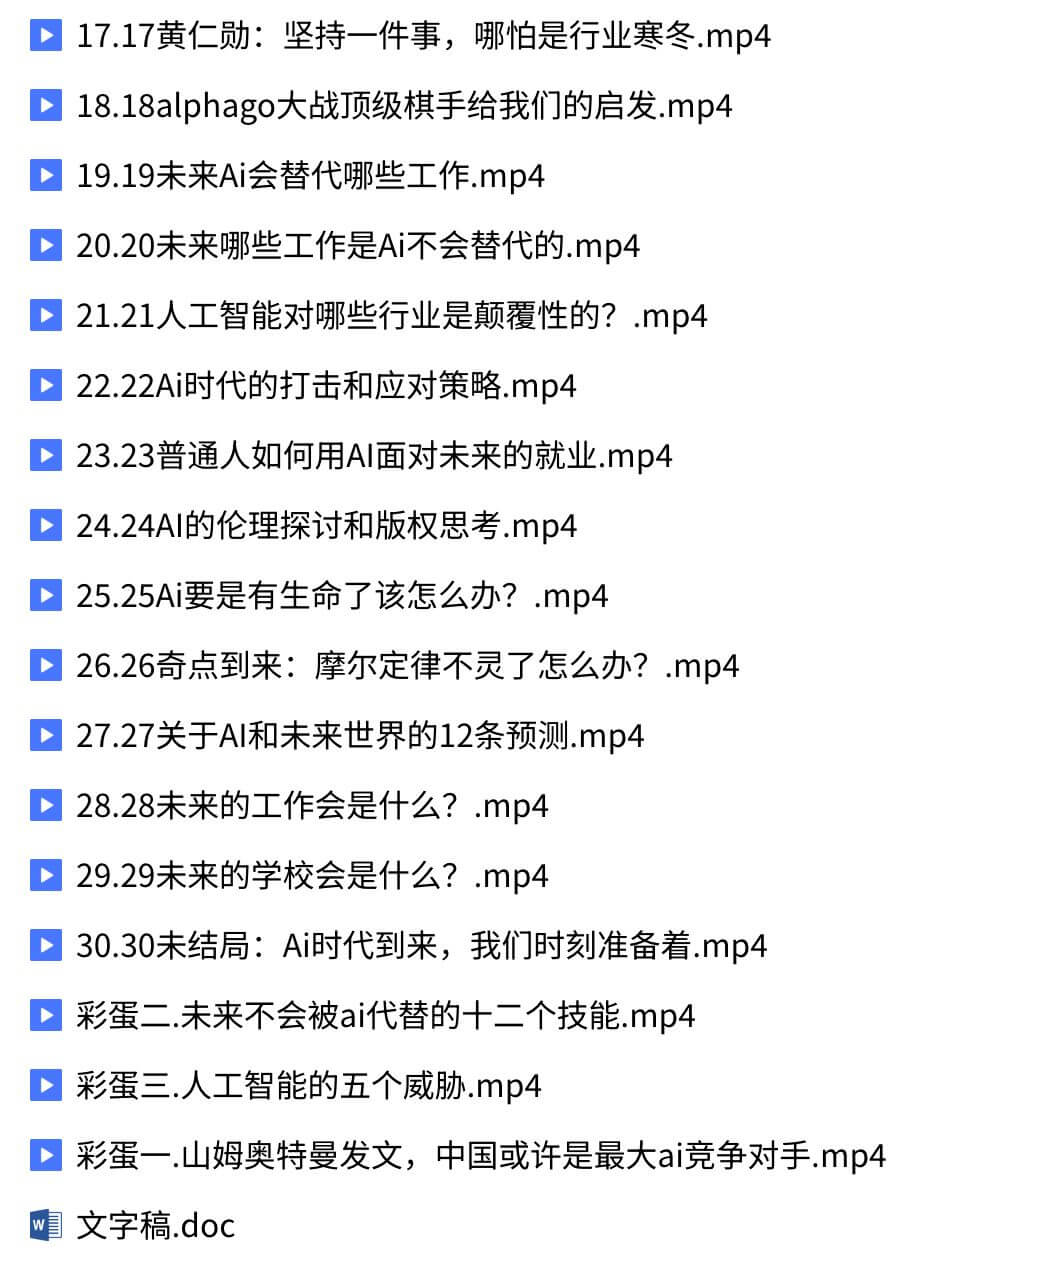 17.17黄仁勋：坚持一件事，哪怕是行业寒冬.mp4
18.18alphago大战顶级棋手给我们的启发.mp4
19.19未来Ai会替代哪些工作.mp4
20.20未来哪些工作是Ai不会替代的.mp4
21.21人工智能对哪些行业是颠覆性的？.mp4
22.22Ai时代的打击和应对策略.mp4
23.23普通人如何用AI面对未来的就业.mp4
24.24AI的伦理探讨和版权思考.mp4
25.25Ai要是有生命了该怎么办？.mp4
26.26奇点到来：摩尔定律不灵了怎么办？.mp4
27.27关于AI和未来世界的12条预测.mp4
28.28未来的工作会是什么？.mp4
29.29未来的学校会是什么？.mp4
30.30未结局：Ai时代到来，我们时刻准备着.mp4
彩蛋二.未来不会被ai代替的十二个技能.mp4
彩蛋三.人工智能的五个威胁.mp4
彩蛋一.山姆奥特曼发文，中国或许是最大ai竞争对手.mp4
W 文字稿.doc